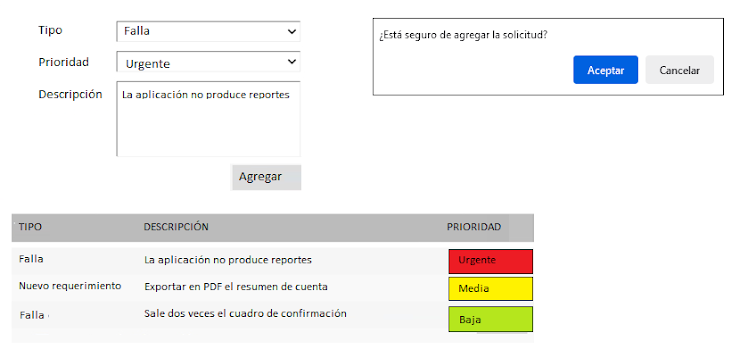 Tipo Falla
Prioridad Urgente
Descripción La aplicación no produce reportes
Agregar
¿Está seguro de agregar la solicitud?
Aceptar Cancelar
TIPO DESCRIPCIÓN PRIORIDAD
Falla La aplicación no produce reportes Urgente
Nuevo requerimiento Exportar en PDF el resumen de cuenta Media
Falla Sale dos veces el cuadro de confirmación Baja